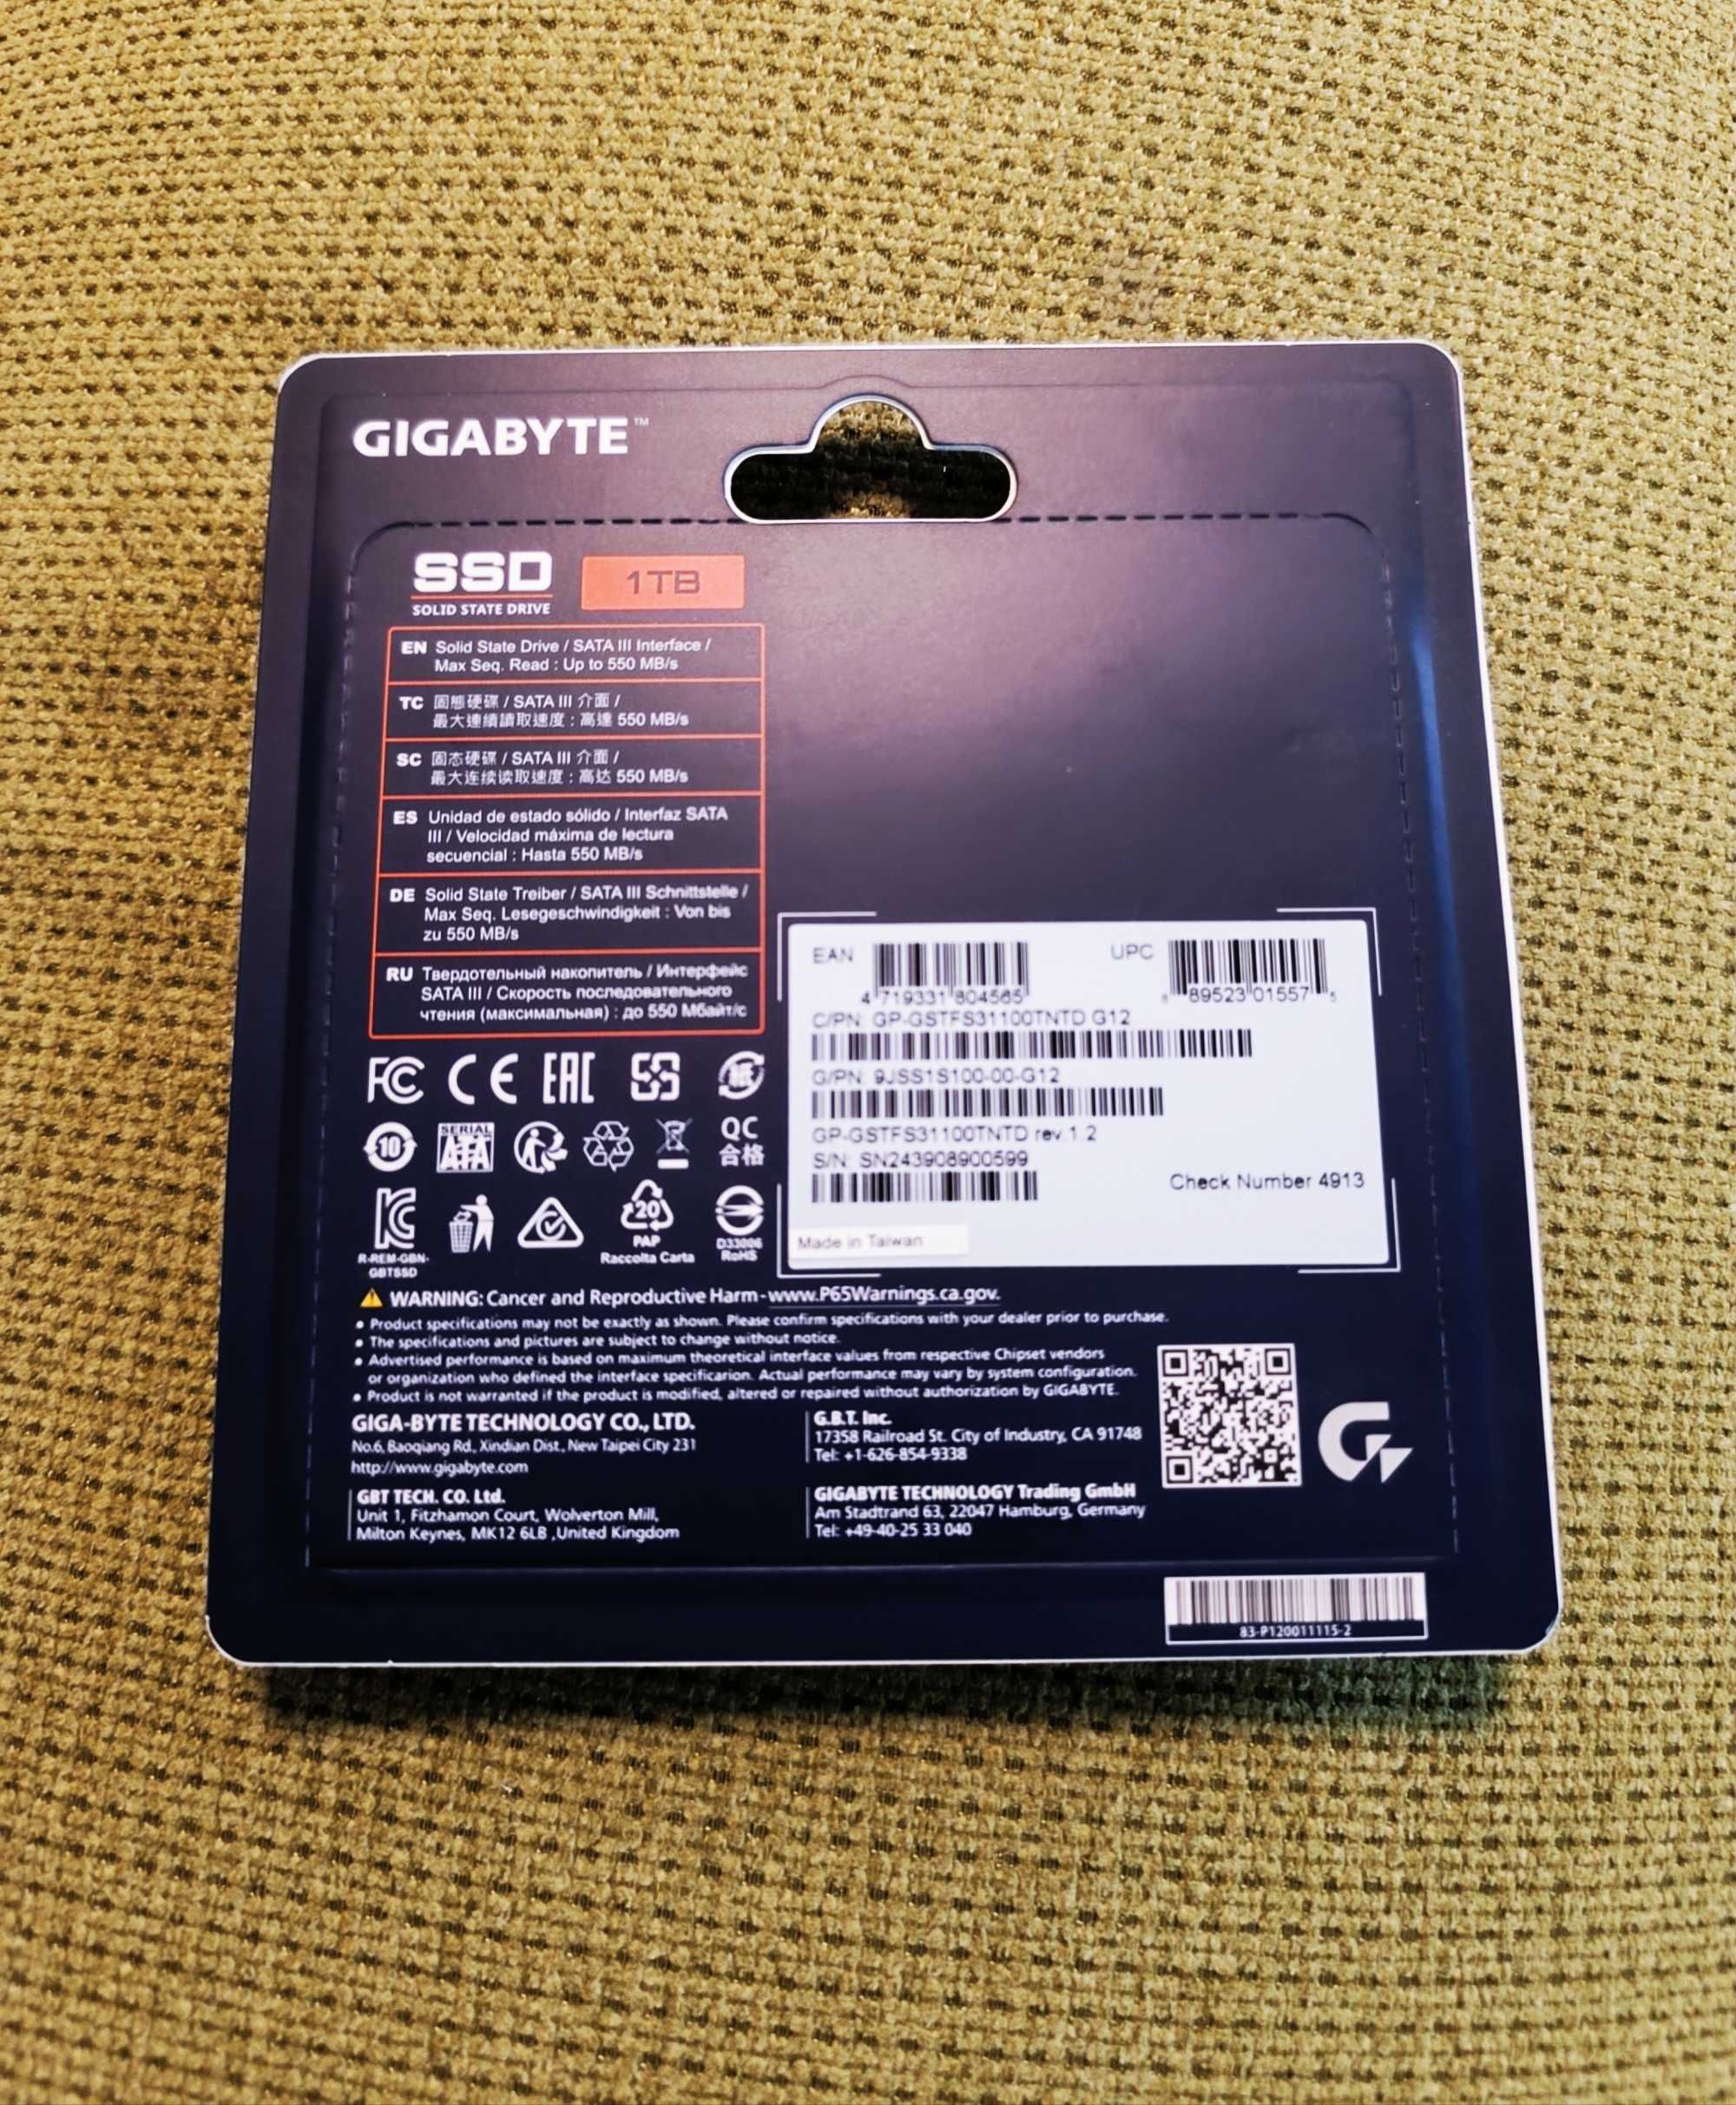 GIGABYTE™
SSD
SOLID STATE DRIVE
1TB
EN Solid State Drive / SATA III Interface /
Max Seq. Read : Up to 550 MB/s
TC 固態硬碟 / SATA III 介面 /
最大連續讀取速度 : 高達 550 MB/s
SC 固态硬碟 / SATA III 介面 /
最大连续读取速度 : 高达 550 MB/s
ES Unidad de estado sólido / Interfaz SATA
III / Velocidad máxima de lectura
secuencial : Hasta 550 MB/s
DE Solid State Treiber / SATA III Schnittstelle /
Max Seq. Lesegeschwindigkeit : Von bis
zu 550 MB/s
RU Твердотельный накопитель / Интерфейс
SATA III / Скорость последовательного
чтения (максимальная) : до 550 Мбайт/с
FC CE EAC
10
SERIAL
ATA
QC
合格
R-REM-GBN-
GBTSSD
20
PAP
Raccolta Carta
D33006
RoHS
EAN
4 719331 804565
UPC
89523 01557 5
C/PN: GP-GSTFS31100TNTD G12
G/PN: 9JSS1S100-00-G12
GP-GSTFS31100TNTD rev.1.2
S/N: SN243908900599
Check Number 4913
Made in Taiwan
WARNING: Cancer and Reproductive Harm - www.P65Warnings.ca.gov.
• Product specifications may not be exactly as shown. Please confirm specifications with your dealer prior to purchase.
• The specifications and pictures are subject to change without notice.
• Advertised performance is based on maximum theoretical interface values from respective Chipset vendors
or organization who defined the interface specification. Actual performance may vary by system configuration.
• Product is not warranted if the product is modified, altered or repaired without authorization by GIGABYTE.
GIGA-BYTE TECHNOLOGY CO., LTD.
No.6, Baoqiang Rd., Xindian Dist., New Taipei City 231
http://www.gigabyte.com
GBT TECH. CO. Ltd.
Unit 1, Fitzhamon Court, Wolverton Mill,
Milton Keynes, MK12 6LB ,United Kingdom
G.B.T. Inc.
17358 Railroad St. City of Industry, CA 91748
Tel: +1-626-854-9338
GIGABYTE TECHNOLOGY Trading GmbH
Am Stadtrand 63, 22047 Hamburg, Germany
Tel: +49-40-25 33 040
83-P120011115-2